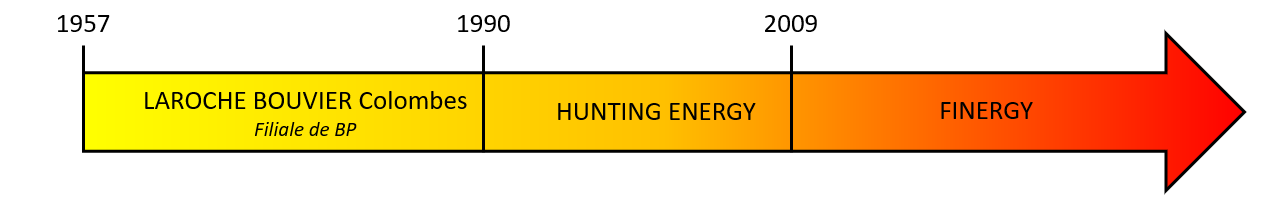 1957
1990
2009
LAROCHE BOUVIER Colombes
Filiale de BP
HUNTING ENERGY
FINERGY